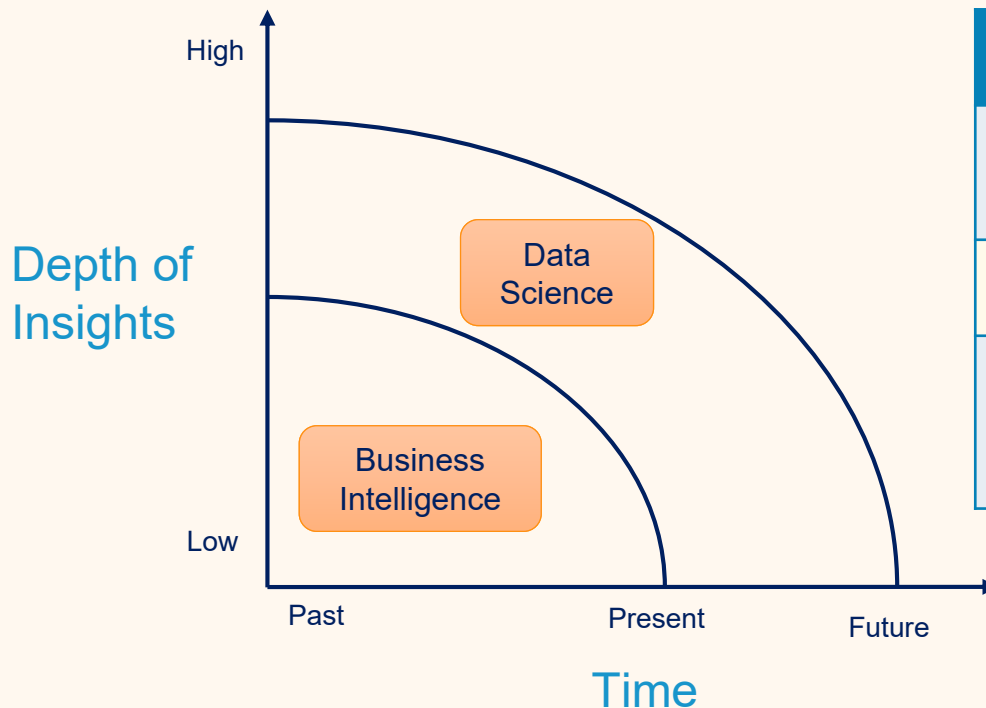 High
Depth of
Insights
Data
Science
Business
Intelligence
Low
Past
Present
Future
Time